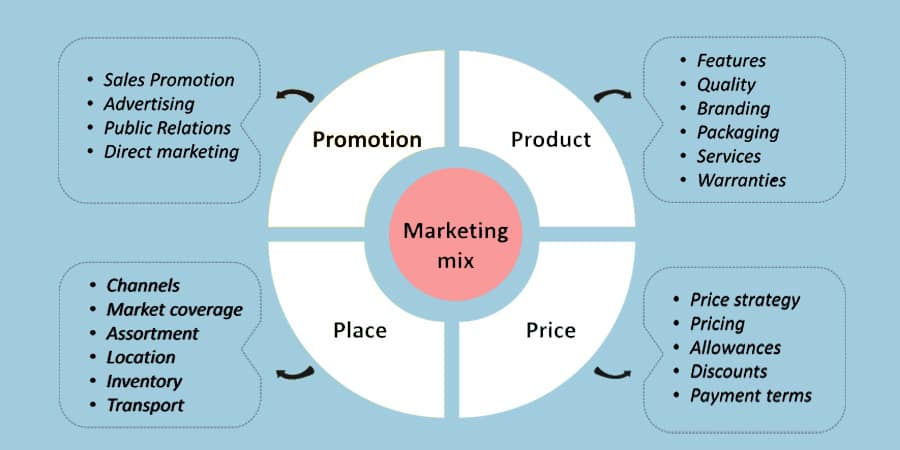 • Sales Promotion
• Advertising
• Public Relations
• Direct marketing
Promotion
Product
• Features
• Quality
• Branding
• Packaging
• Services
• Warranties
Marketing
mix
• Channels
• Market coverage
• Assortment
• Location
• Inventory
• Transport
Place
Price
• Price strategy
• Pricing
• Allowances
• Discounts
• Payment terms